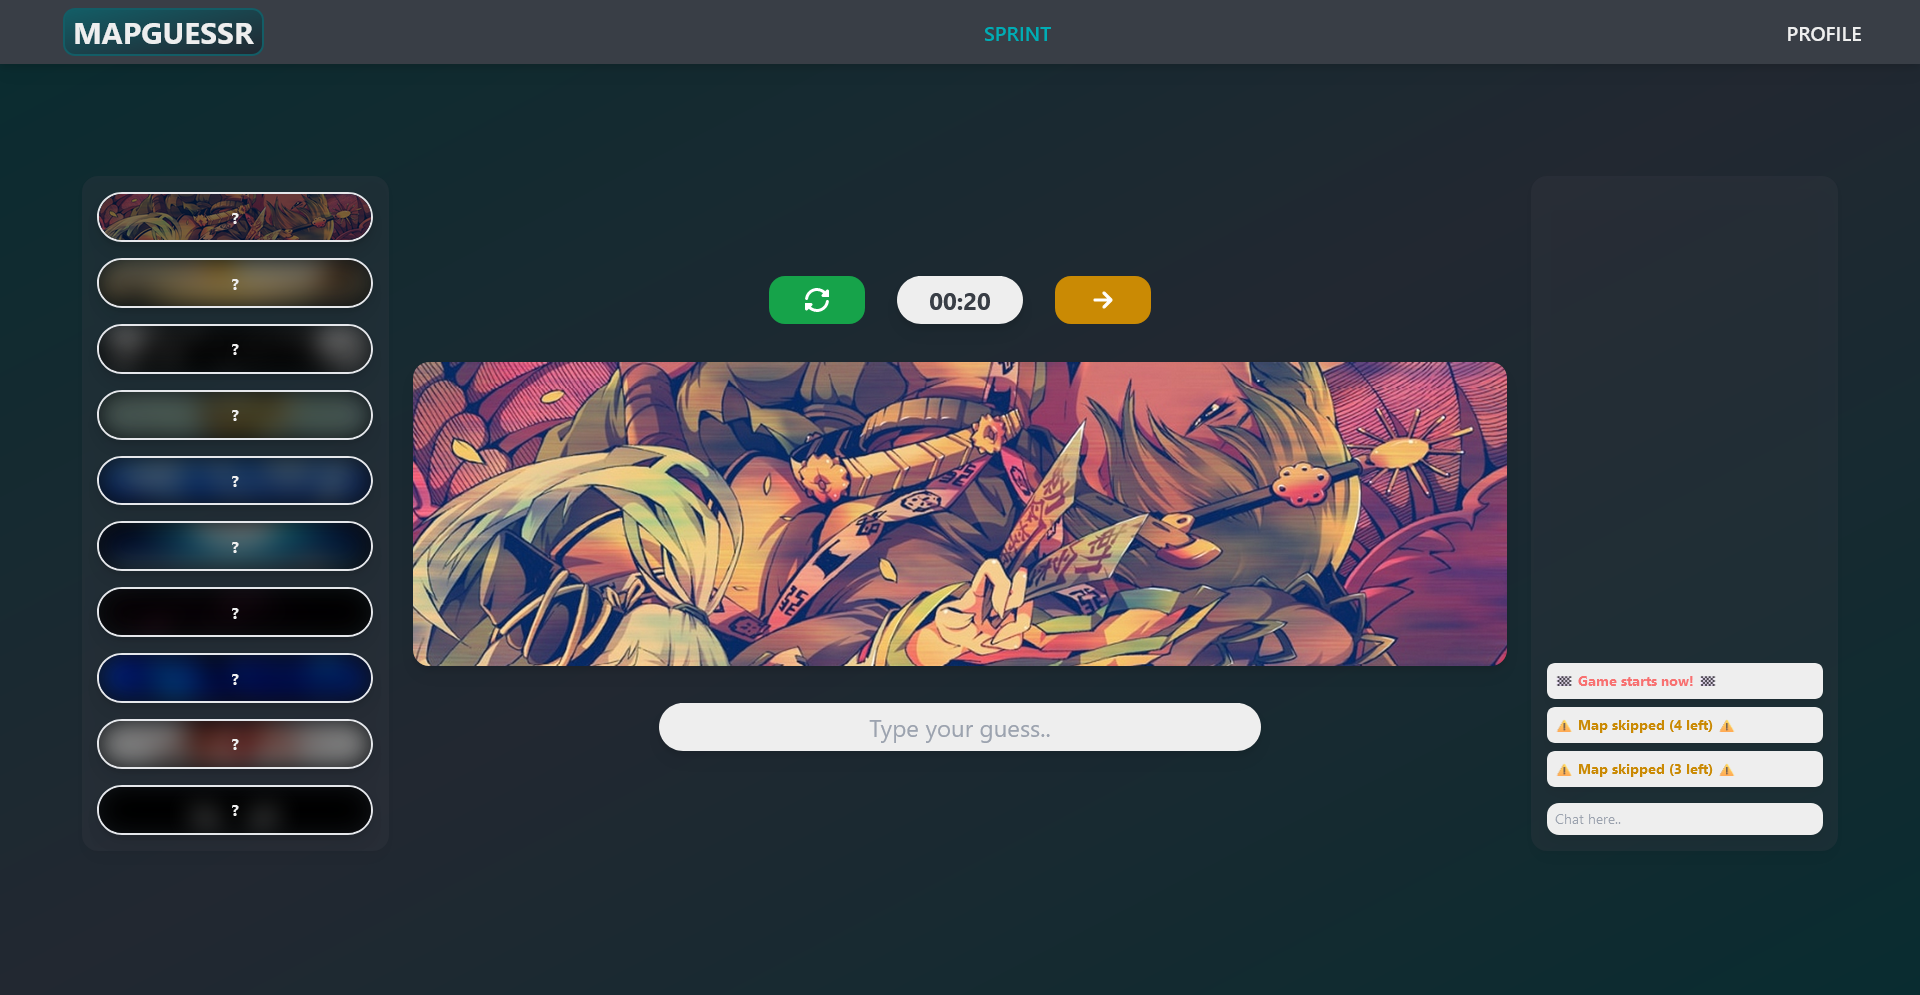 MAPGUESSR
SPRINT
PROFILE
?
?
?
?
?
?
?
?
?
?
00:20
Type your guess..
Game starts now!
Map skipped (4 left)
Map skipped (3 left)
Chat here..